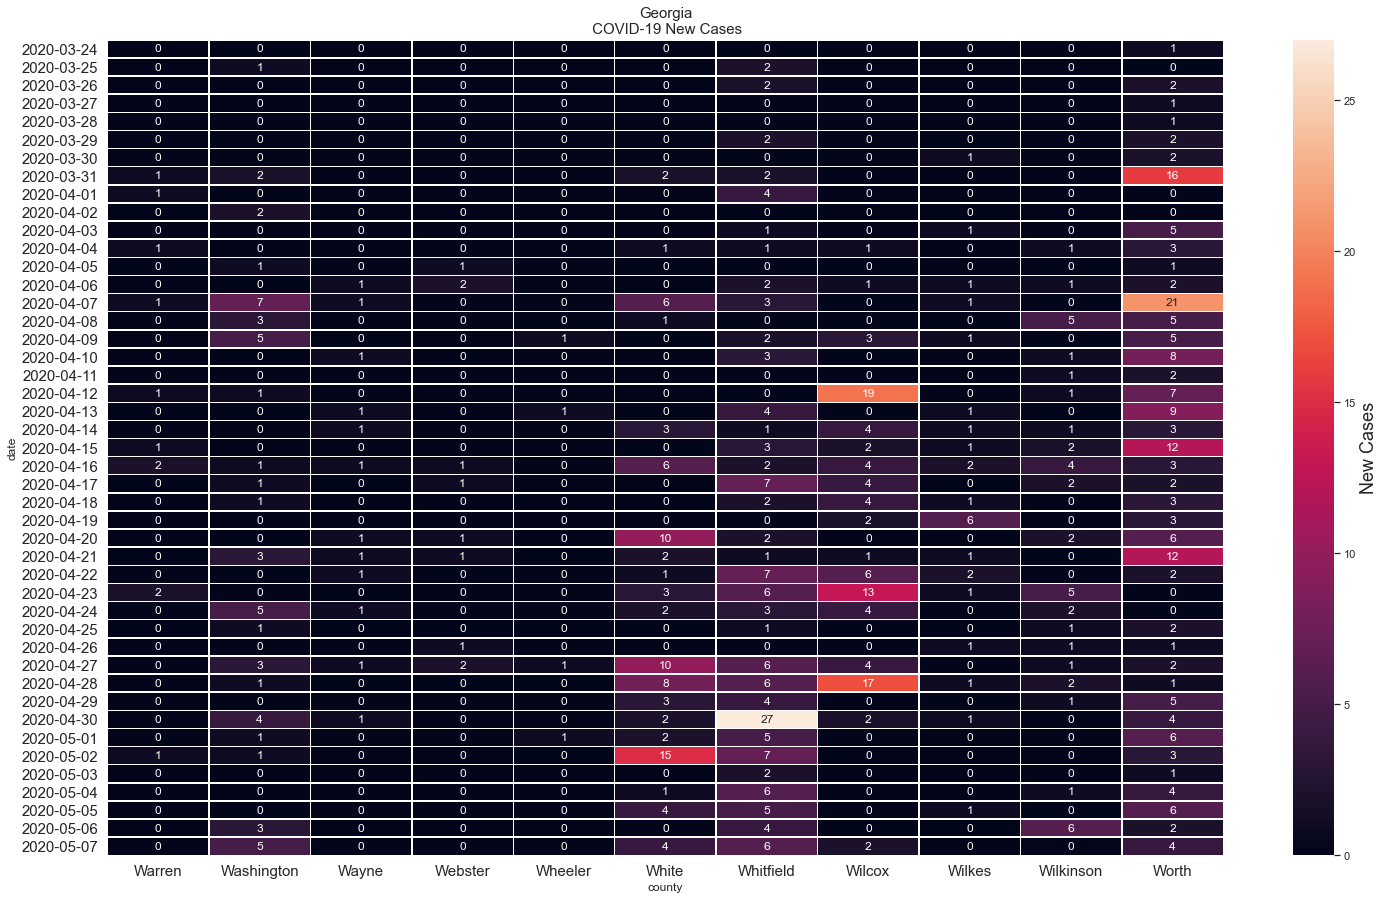 Georgia
COVID-19 New Cases
2020-03-24 0 0 0 0 0 0 0 0 0 0 1
2020-03-25 0 1 0 0 0 0 2 0 0 0 0
2020-03-26 0 0 0 0 0 0 2 0 0 0 2
2020-03-27 0 0 0 0 0 0 0 0 0 0 1
2020-03-28 0 0 0 0 0 0 0 0 0 0 1
2020-03-29 0 0 0 0 0 0 2 0 0 0 2
2020-03-30 0 0 0 0 0 0 0 0 1 0 2
2020-03-31 1 2 0 0 0 2 2 0 0 0 16
2020-04-01 1 0 0 0 0 0 4 0 0 0 0
2020-04-02 0 2 0 0 0 0 0 0 0 0 0
2020-04-03 0 0 0 0 0 0 1 0 1 0 5
2020-04-04 1 0 0 0 0 1 1 1 0 1 3
2020-04-05 0 1 0 1 0 0 0 0 0 0 1
2020-04-06 0 0 1 2 0 0 2 1 1 1 2
2020-04-07 1 7 1 0 0 6 3 0 1 0 21
2020-04-08 0 3 0 0 0 1 0 0 0 5 5
2020-04-09 0 5 0 0 1 0 2 3 1 0 5
2020-04-10 0 0 1 0 0 0 3 0 0 1 8
2020-04-11 0 0 0 0 0 0 0 0 0 1 2
2020-04-12 1 1 0 0 0 0 0 19 0 1 7
2020-04-13 0 0 1 0 1 0 4 0 1 0 9
2020-04-14 0 0 1 0 0 3 1 4 1 1 3
2020-04-15 1 0 0 0 0 0 3 2 1 2 12
2020-04-16 2 1 1 1 0 6 2 4 2 4 3
2020-04-17 0 1 0 1 0 0 7 4 0 2 2
2020-04-18 0 1 0 0 0 0 2 4 1 0 3
2020-04-19 0 0 0 0 0 0 0 2 6 0 3
2020-04-20 0 0 1 1 0 10 2 0 0 2 6
2020-04-21 0 3 1 1 0 2 1 1 1 0 12
2020-04-22 0 0 1 0 0 1 7 6 2 0 2
2020-04-23 2 0 0 0 0 3 6 13 1 5 0
2020-04-24 0 5 1 0 0 2 3 4 0 2 0
2020-04-25 0 1 0 0 0 0 1 0 0 1 2
2020-04-26 0 0 0 1 0 0 0 0 1 1 1
2020-04-27 0 3 1 2 1 10 6 4 0 1 2
2020-04-28 0 1 0 0 0 8 6 17 1 2 1
2020-04-29 0 0 0 0 0 3 4 0 0 1 5
2020-04-30 0 4 1 0 0 2 27 2 1 0 4
2020-05-01 0 1 0 0 1 2 5 0 0 0 6
2020-05-02 1 1 0 0 0 15 7 0 0 0 3
2020-05-03 0 0 0 0 0 0 2 0 0 0 1
2020-05-04 0 0 0 0 0 1 6 0 0 1 4
2020-05-05 0 0 0 0 0 4 5 0 1 0 6
2020-05-06 0 3 0 0 0 0 4 0 0 6 2
2020-05-07 0 5 0 0 0 4 6 2 0 0 4
Warren Washington Wayne Webster Wheeler White Whitfield Wilcox Wilkes Wilkinson Worth
county
date
25
20
15
10
5
0
New Cases